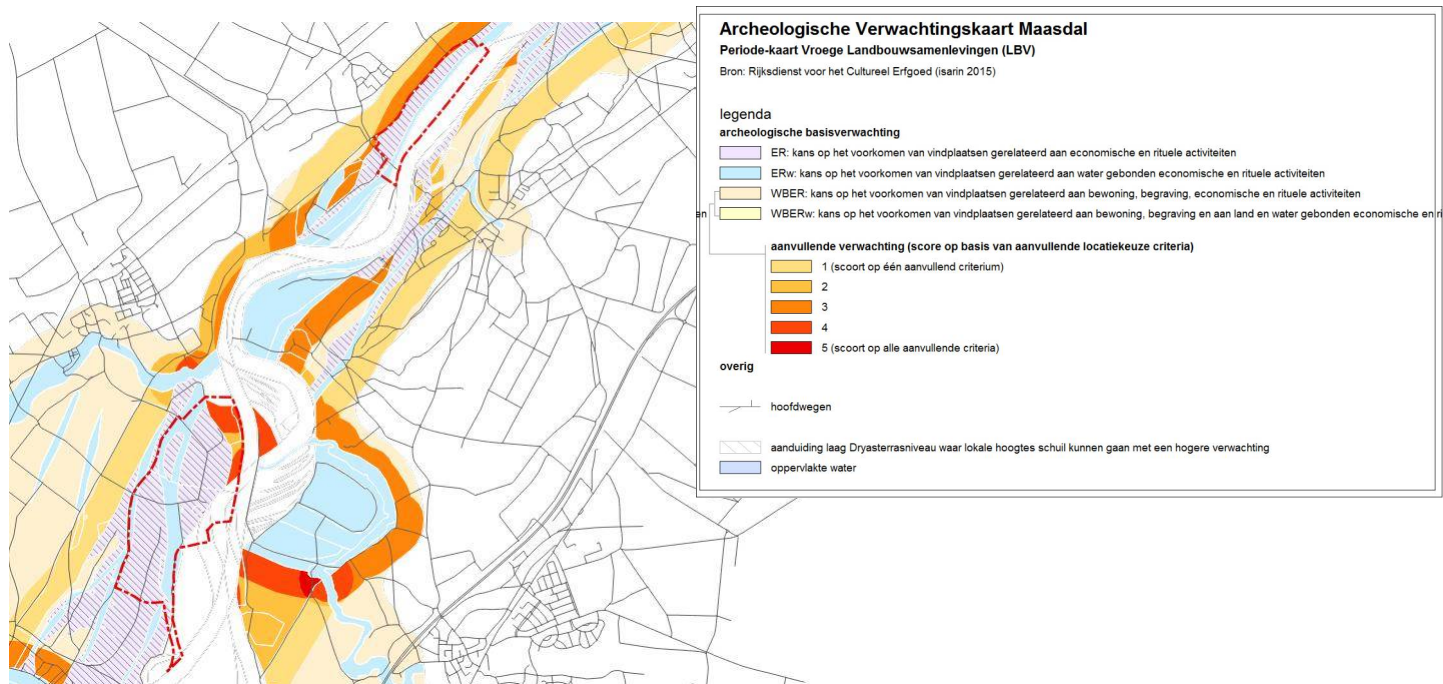 Archeologische Verwachtingskaart Maasdal
Periode-kaart Vroege Landbouwsamenlevingen (LBV)
Bron: Rijksdienst voor het Cultureel Erfgoed (isarin 2015)
legenda
archeologische basisverwachting
ER: kans op het voorkomen van vindplaatsen gerelateerd aan economische en rituele activiteiten
ERw: kans op het voorkomen van vindplaatsen gerelateerd aan water gebonden economische en rituele activiteiten
WBER: kans op het voorkomen van vindplaatsen gerelateerd aan bewoning, begraving, economische en rituele activiteiten
en WBERw: kans op het voorkomen van vindplaatsen gerelateerd aan bewoning, begraving en aan land en water gebonden economische en ri
aanvullende verwachting (score op basis van aanvullende locatiekeuze criteria)
1 (scoort op één aanvullend criterium)
2
3
4
5 (scoort op alle aanvullende criteria)
overig
hoofdwegen
aanduiding laag Dryasterrasniveau waar lokale hoogtes schuil kunnen gaan met een hogere verwachting
oppervlakte water